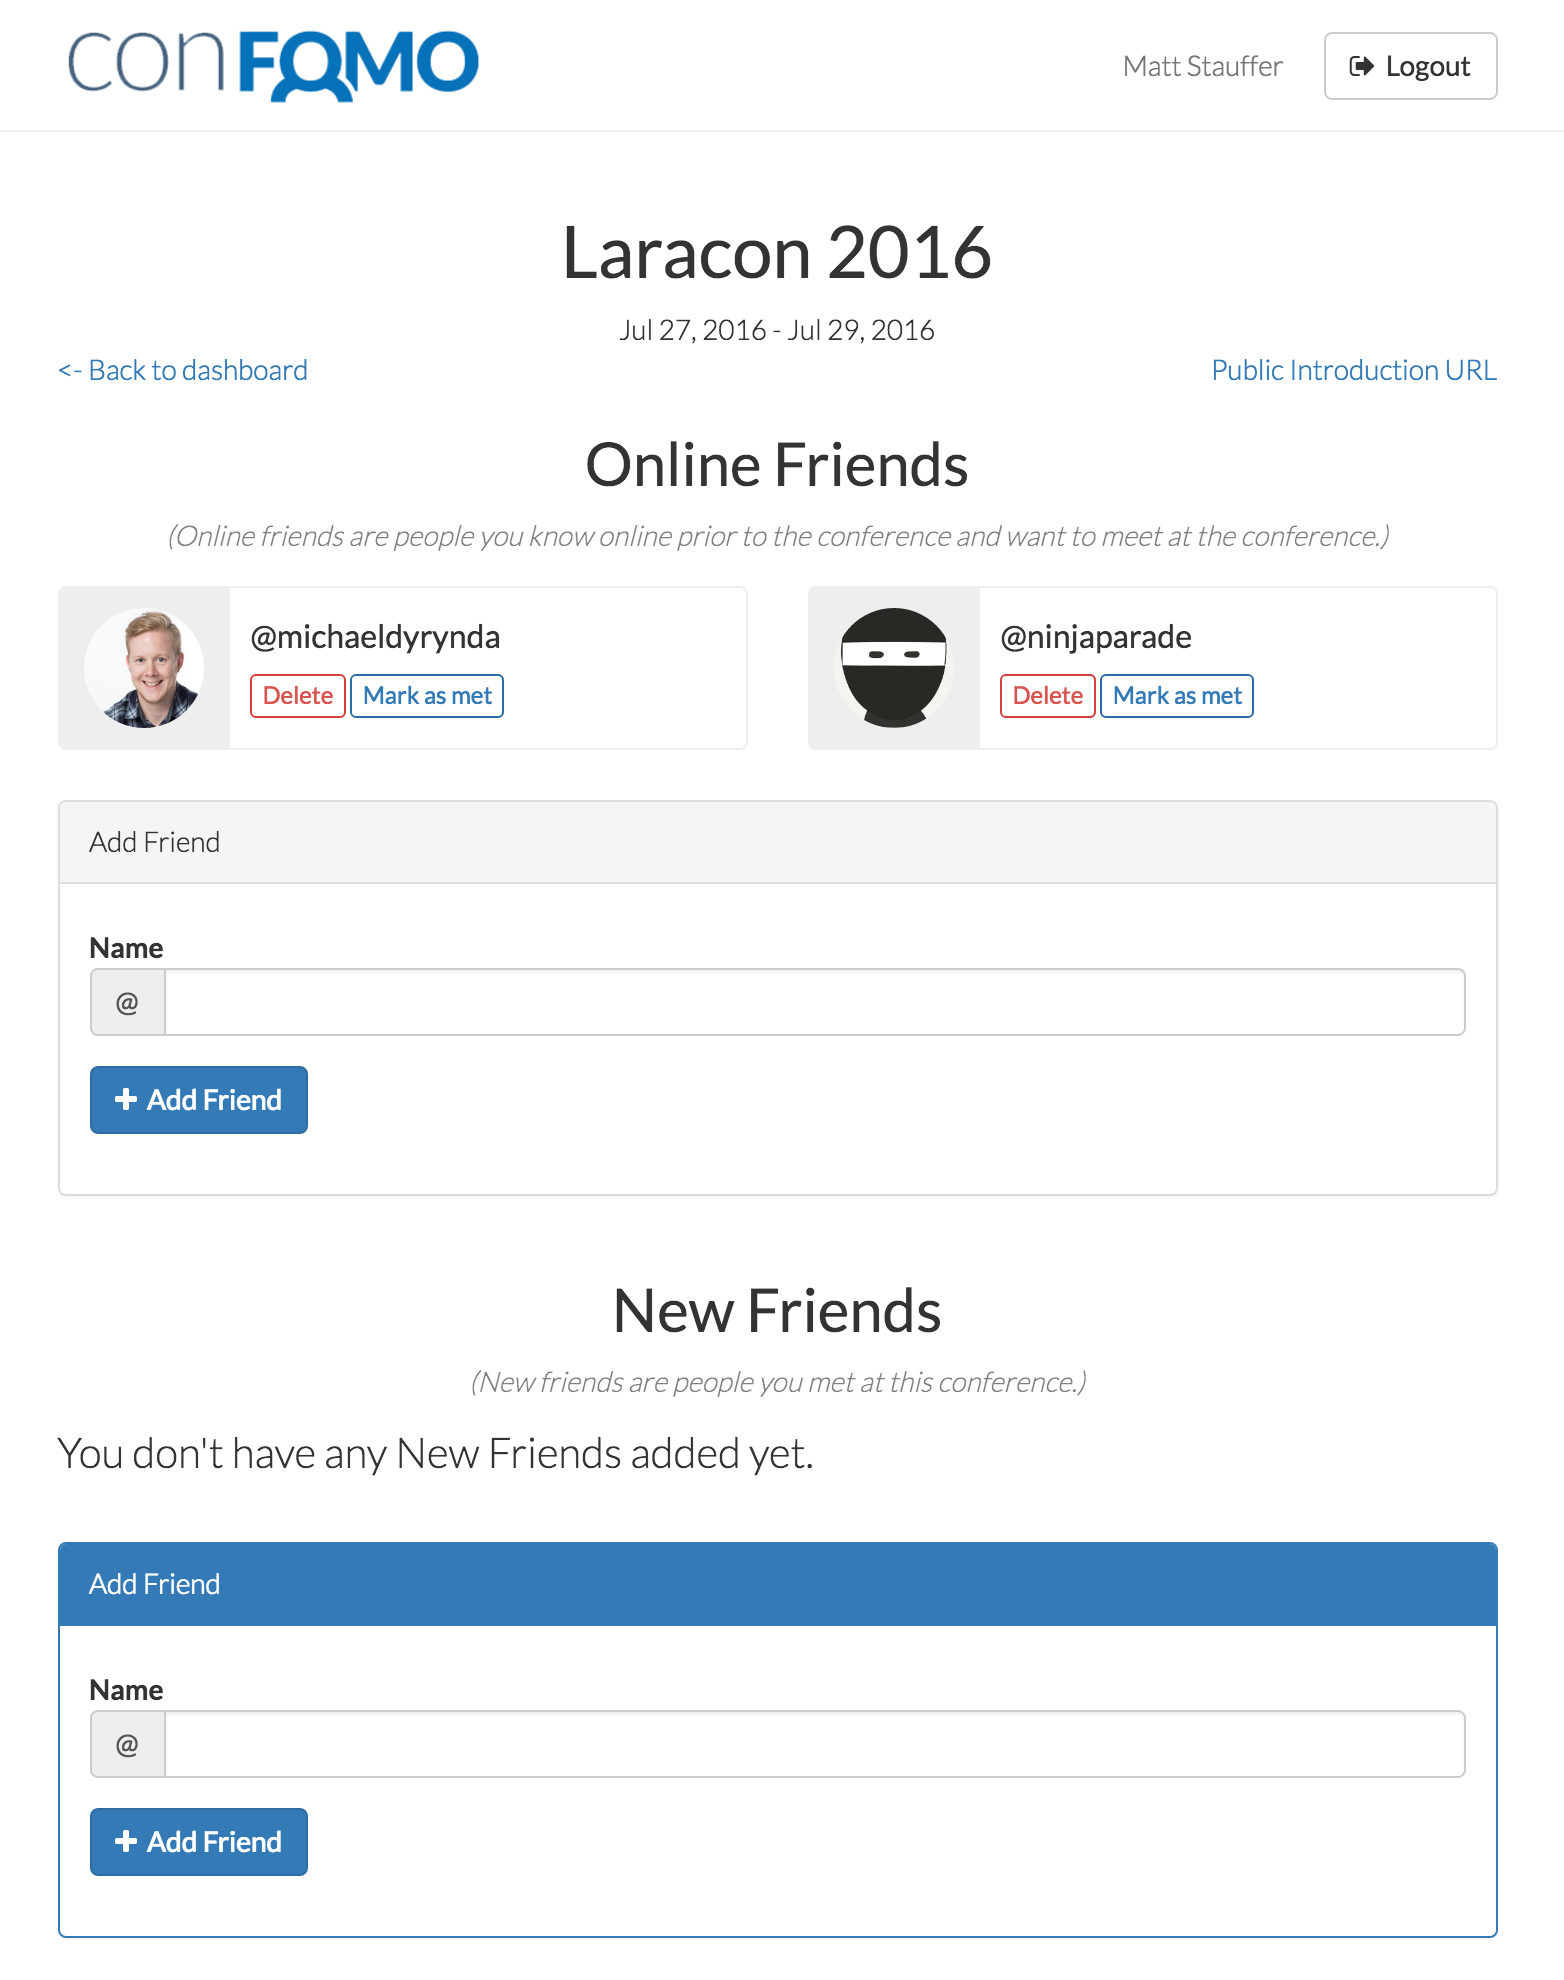 conFOMO
Matt Stauffer
Logout
Laracon 2016
Jul 27, 2016 - Jul 29, 2016
<- Back to dashboard
Public Introduction URL
Online Friends
(Online friends are people you know online prior to the conference and want to meet at the conference.)
@michaeldyrynda
Delete Mark as met
@ninjaparade
Delete Mark as met
Add Friend
Name
@
Add Friend
New Friends
(New friends are people you met at this conference.)
You don't have any New Friends added yet.
Add Friend
Name
@
Add Friend